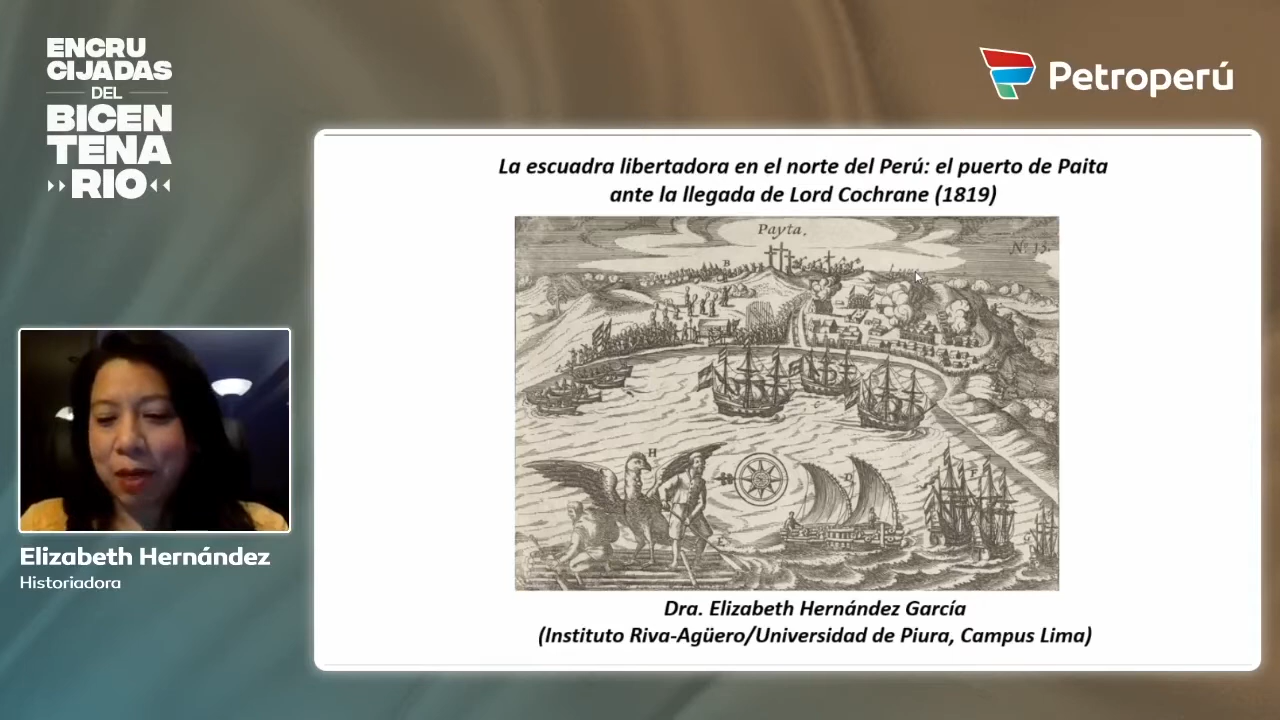 ENCRU
CIJADAS
DEL
BICEN
TENA
RIO
Petroperú
La escuadra libertadora en el norte del Perú: el puerto de Paita
ante la llegada de Lord Cochrane (1819)
Payta.
Nº 15.
B
H
D
F
E
Dra. Elizabeth Hernández García
(Instituto Riva-Agüero/Universidad de Piura, Campus Lima)
Elizabeth Hernández
Historiadora